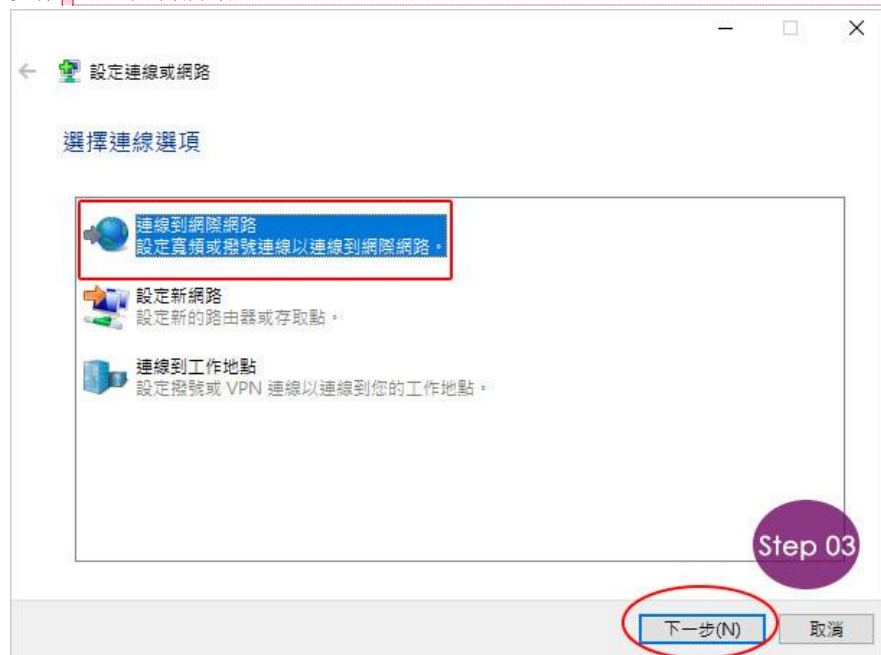 設定連線或網路
選擇連線選項
連線到網際網路
設定寬頻或撥號連線以連線到網際網路。
設定新網路
設定新的路由器或存取點。
連線到工作地點
設定撥號或 VPN 連線以連線到您的工作地點。
Step 03
下一步(N)
取消